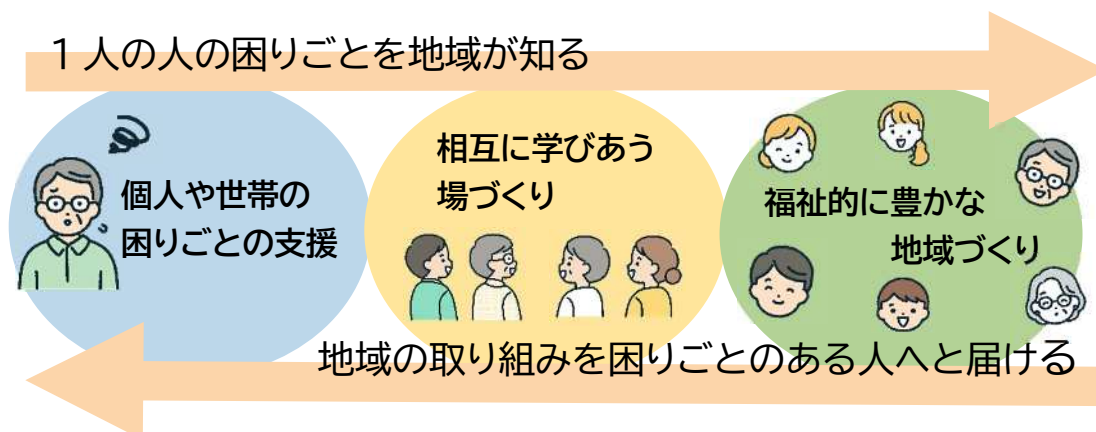 １人の人の困りごとを地域が知る
個人や世帯の
困りごとの支援
相互に学びあう
場づくり
福祉的に豊かな
地域づくり
地域の取り組みを困りごとのある人へと届ける